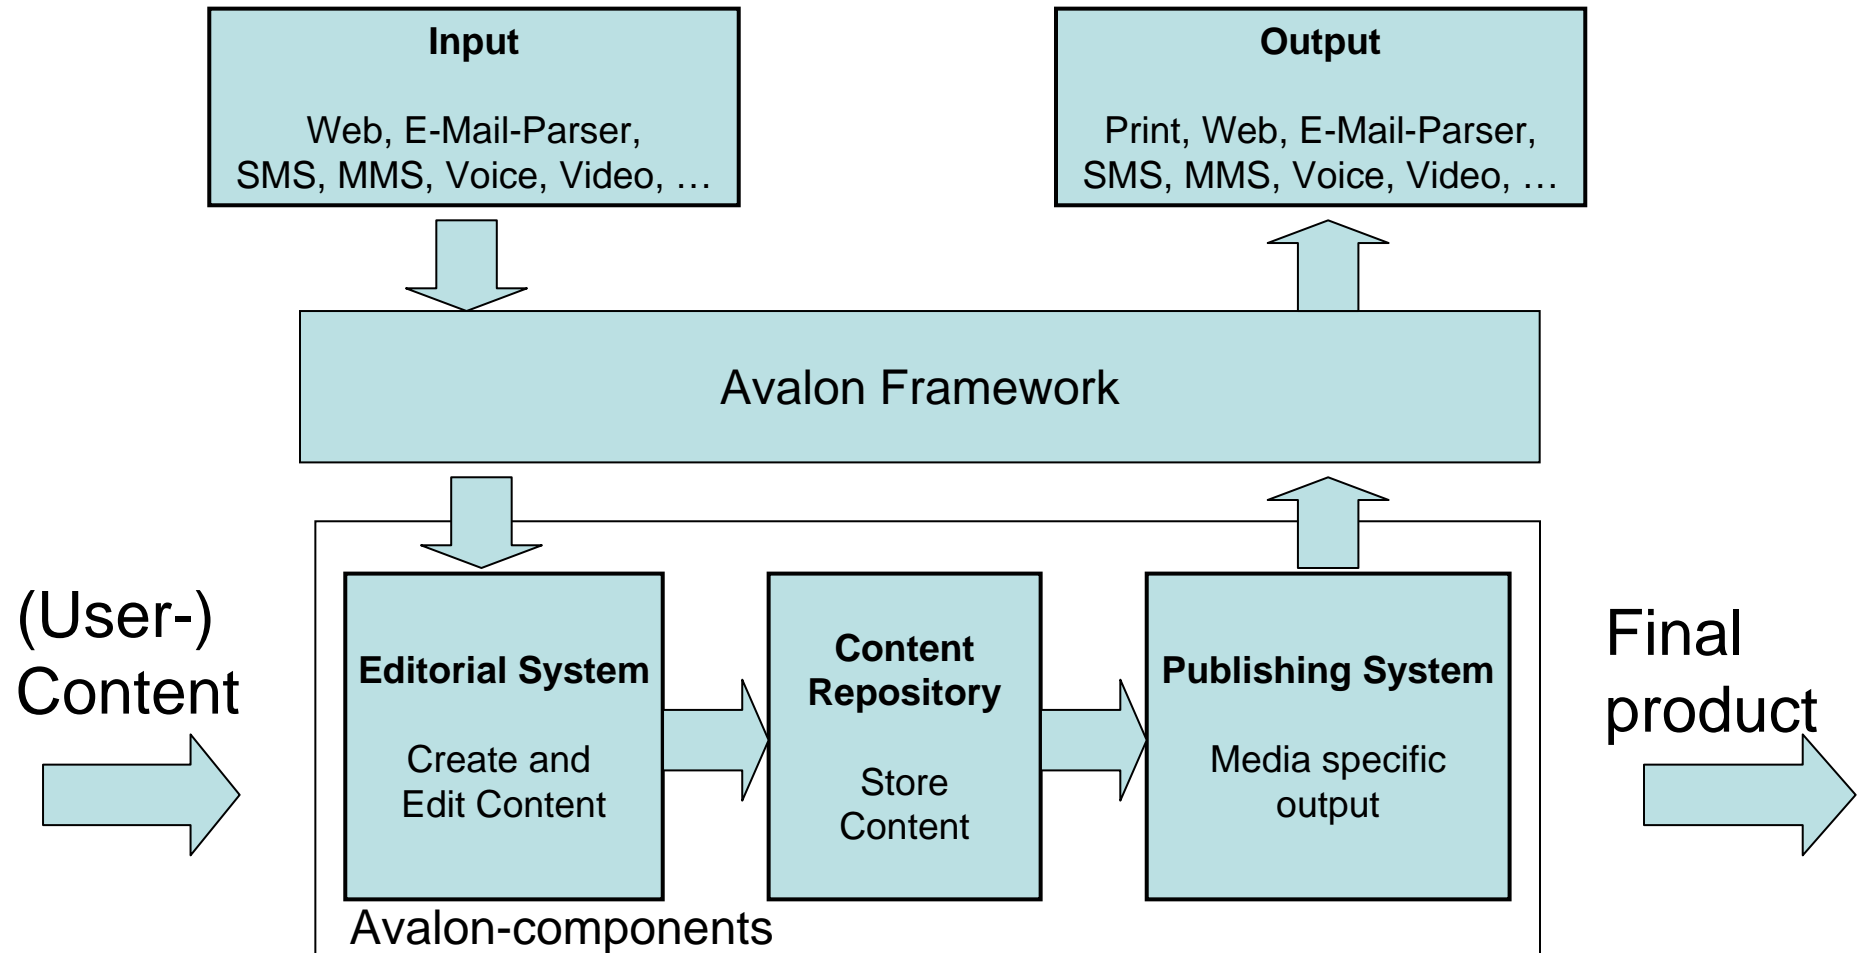 Input
Web, E-Mail-Parser,
SMS, MMS, Voice, Video, …
Output
Print, Web, E-Mail-Parser,
SMS, MMS, Voice, Video, …
Avalon Framework
(User-)
Content
Editorial System
Create and
Edit Content
Content
Repository
Store
Content
Publishing System
Media specific
output
Final
product
Avalon-components